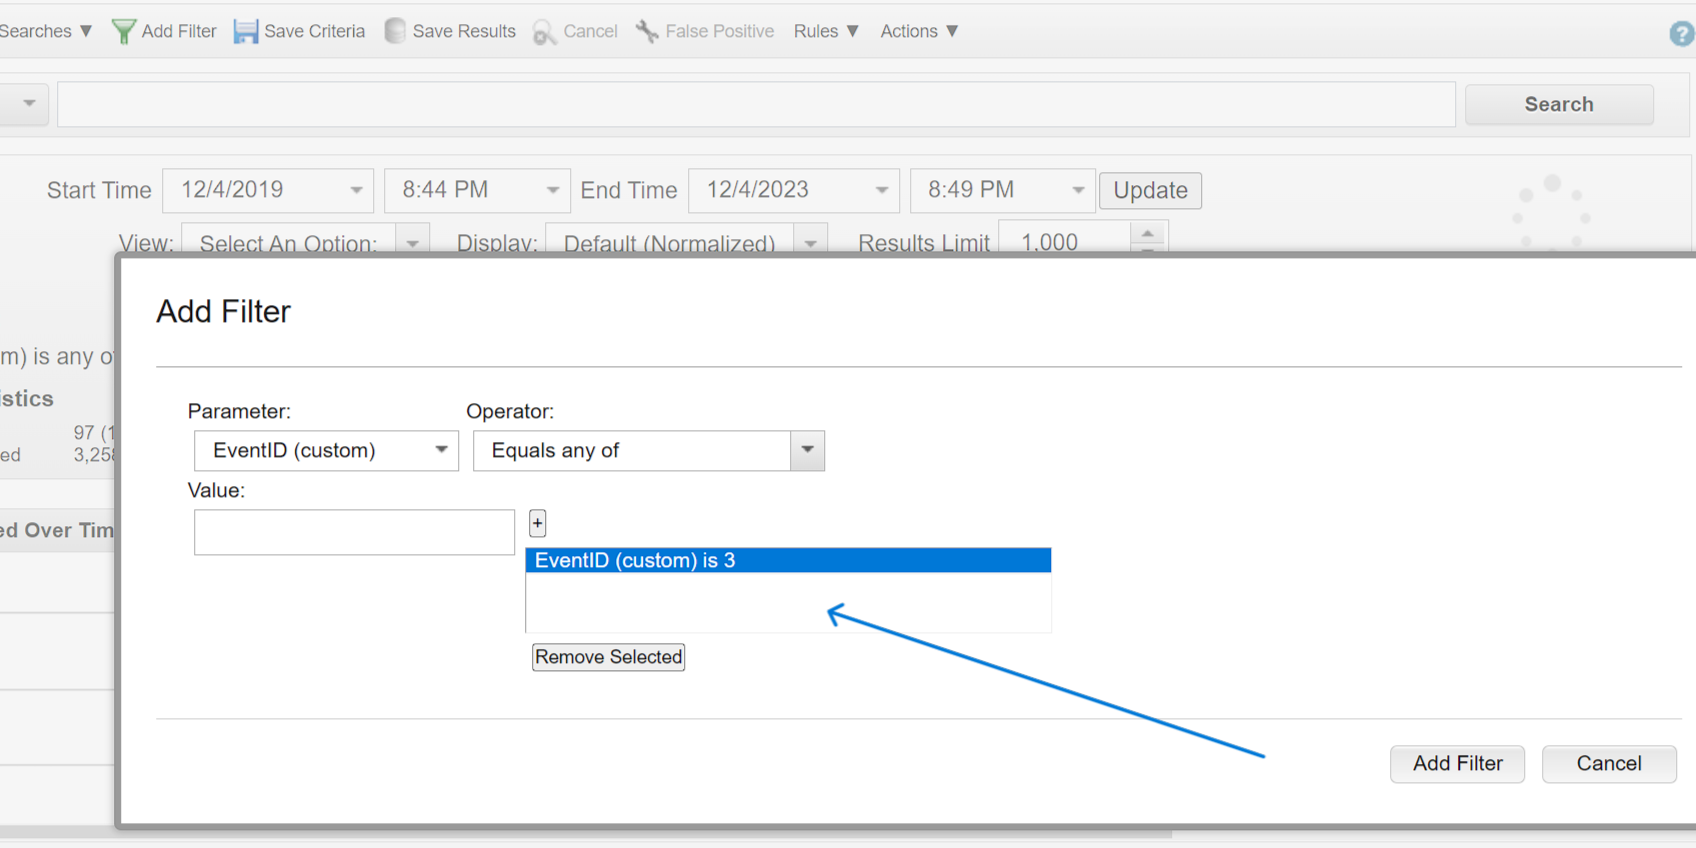 Searches ▼ Add Filter Save Criteria Save Results Cancel False Positive Rules ▼ Actions ▼ ?
Search
Start Time 12/4/2019 8:44 PM End Time 12/4/2023 8:49 PM Update
View: Select An Option: Display: Default (Normalized) Results Limit 1,000
Add Filter
m) is any o
istics
Parameter: Operator:
97 (1
EventID (custom) Equals any of
ed 3,258
Value:
+
ed Over Tim
EventID (custom) is 3
Remove Selected
Add Filter Cancel